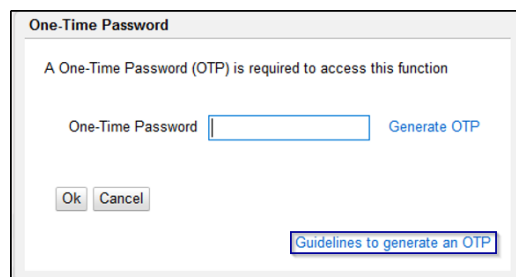 One-Time Password
A One-Time Password (OTP) is required to access this function
One-Time Password Generate OTP
Ok Cancel
Guidelines to generate an OTP